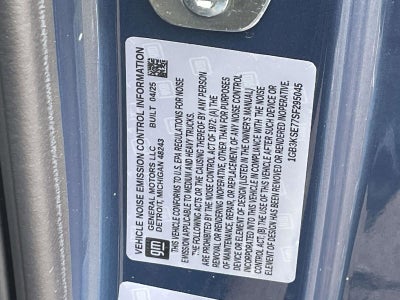 VEHICLE NOISE EMISSION CONTROL INFORMATION
GENERAL MOTORS LLC BUILT 04/25
DETROIT, MICHIGAN 48243
gm
THIS VEHICLE CONFORMS TO U.S. EPA REGULATIONS FOR NOISE
EMISSION APPLICABLE TO MEDIUM AND HEAVY TRUCKS.
THE FOLLOWING ACTS OR THE CAUSING THEREOF BY ANY PERSON
ARE PROHIBITED BY THE NOISE CONTROL ACT OF 1972: (A) THE
REMOVAL OR RENDERING INOPERATIVE, OTHER THAN FOR PURPOSES
OF MAINTENANCE, REPAIR, OR REPLACEMENT, OF ANY NOISE CONTROL
DEVICE OR ELEMENT OF DESIGN (LISTED IN THE OWNER'S MANUAL)
INCORPORATED INTO THIS VEHICLE IN COMPLIANCE WITH THE NOISE
CONTROL ACT; (B) THE USE OF THIS VEHICLE AFTER SUCH DEVICE OR
ELEMENT OF DESIGN HAS BEEN REMOVED OR RENDERED INOPERATIVE.
1GB3KSE77SF295045